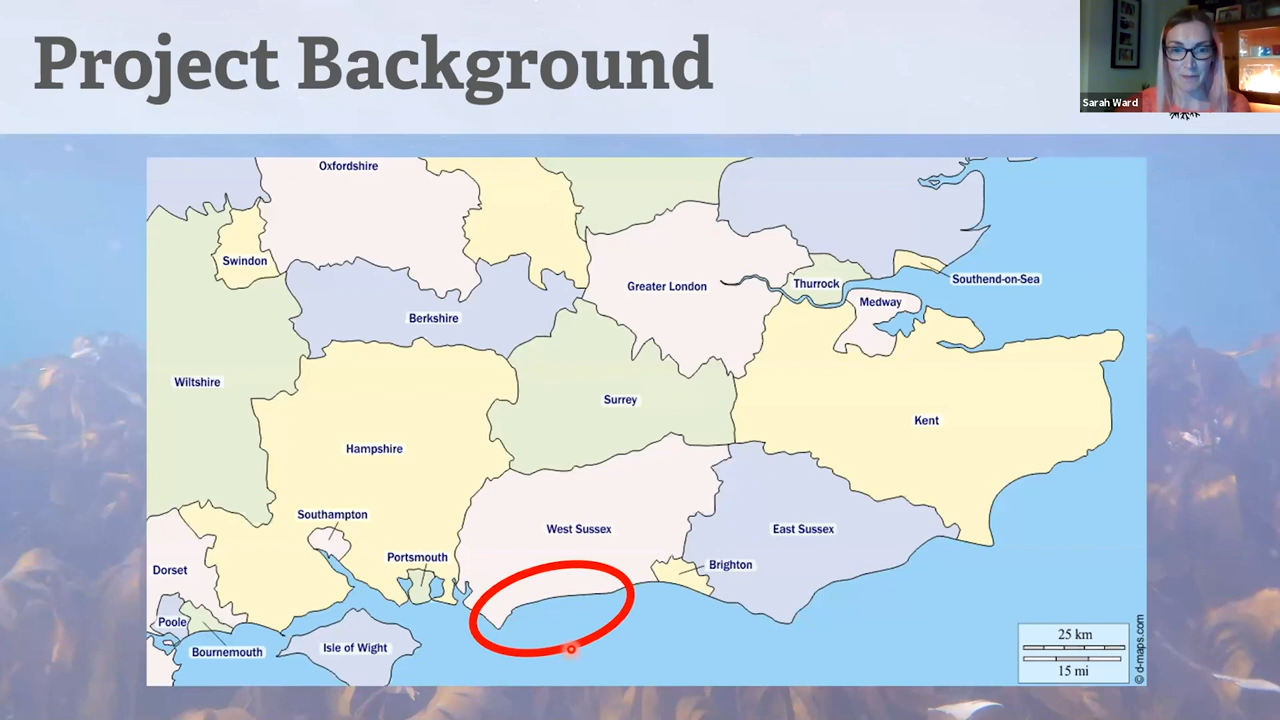 Project Background
Sarah Ward
Oxfordshire
Swindon
Greater London
Thurrock
Southend-on-Sea
Medway
Berkshire
Wiltshire
Surrey
Kent
Hampshire
Southampton
West Sussex
East Sussex
Portsmouth
Brighton
Dorset
Poole
Bournemouth
Isle of Wight
25 km
15 mi
© d-maps.com